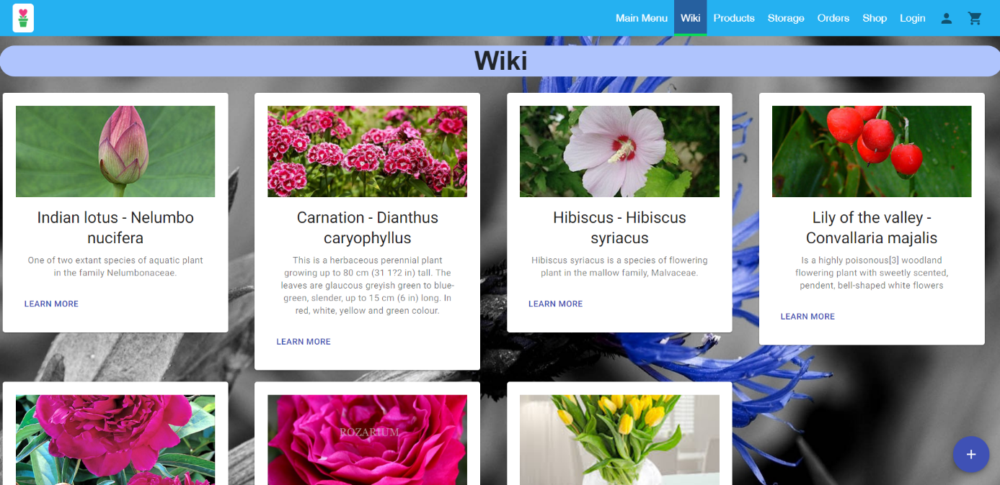 Main Menu Wiki Products Storage Orders Shop Login
Wiki
Indian lotus - Nelumbo
nucifera
One of two extant species of aquatic plant
in the family Nelumbonaceae.
LEARN MORE
Carnation - Dianthus
caryophyllus
This is a herbaceous perennial plant
growing up to 80 cm (31 1?2 in) tall. The
leaves are glaucous greyish green to blue-
green, slender, up to 15 cm (6 in) long. In
red, white, yellow and green colour.
LEARN MORE
Hibiscus - Hibiscus
syriacus
Hibiscus syriacus is a species of flowering
plant in the mallow family, Malvaceae.
LEARN MORE
Lily of the valley -
Convallaria majalis
Is a highly poisonous[3] woodland
flowering plant with sweetly scented,
pendent, bell-shaped white flowers
LEARN MORE
ROZARIUM
+